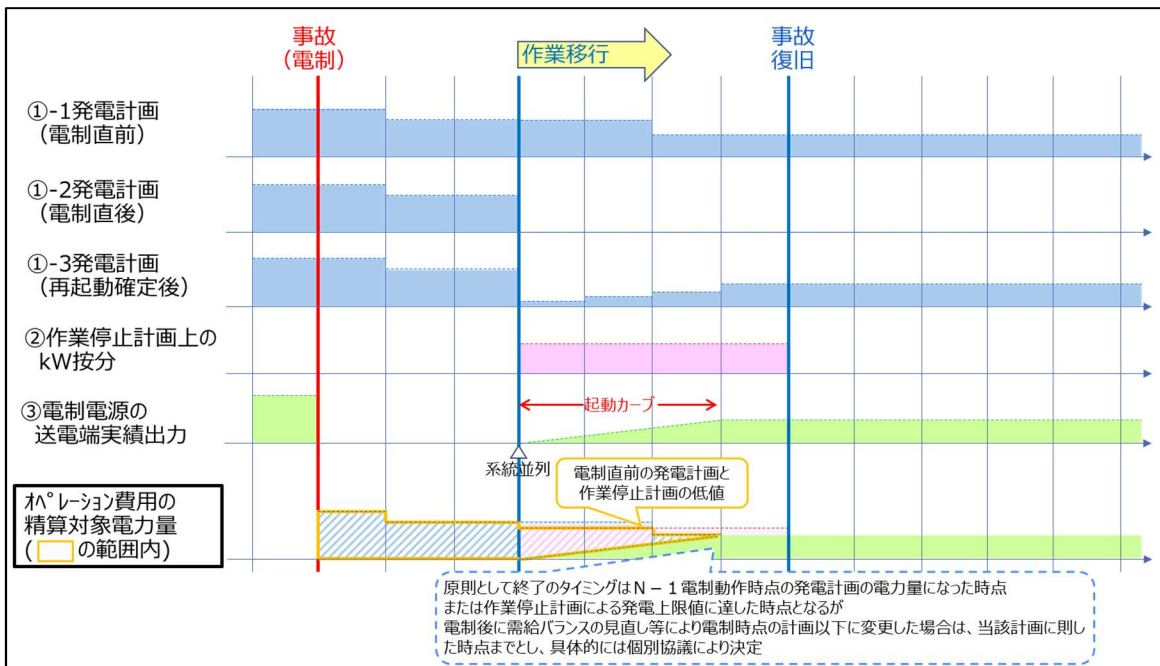 事故
(電制)
作業移行
事故
復旧
①-1発電計画
(電制直前)
①-2発電計画
(電制直後)
①-3発電計画
(再起動確定後)
②作業停止計画上の
kW按分
③電制電源の
送電端実績出力
起動カーブ
系統並列
電制直前の発電計画と
作業停止計画の低値
オペレーション費用の
精算対象電力量
( の範囲内)
原則として終了のタイミングはN-1電制動作時点の発電計画の電力量になった時点
または作業停止計画による発電上限値に達した時点となるが
電制後に需給バランスの見直し等により電制時点の計画以下に変更した場合は、当該計画に則し
た時点までとし、具体的には個別協議により決定